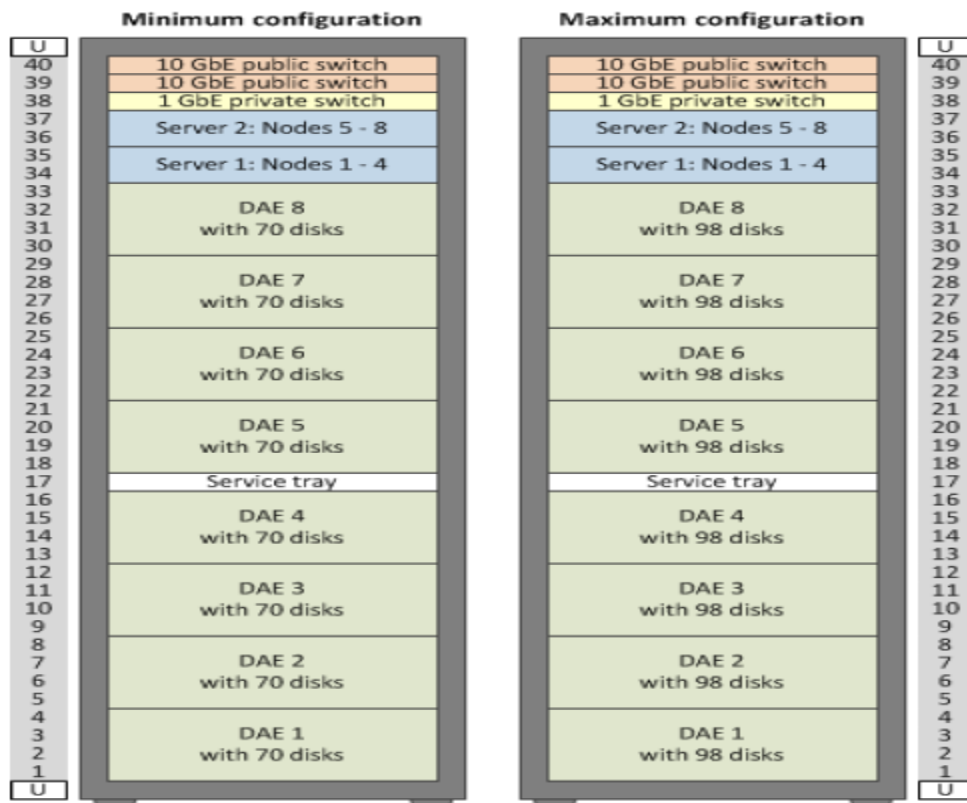 Minimum configuration
U
40
39
38
37
36
35
34
33
32
31
30
29
28
27
26
25
24
23
22
21
20
19
18
17
16
15
14
13
12
11
10
9
8
7
6
5
4
3
2
1
U
10 GbE public switch
10 GbE public switch
1 GbE private switch
Server 2: Nodes 5 - 8
Server 1: Nodes 1 - 4
DAE 8
with 70 disks
DAE 7
with 70 disks
DAE 6
with 70 disks
DAE 5
with 70 disks
Service tray
DAE 4
with 70 disks
DAE 3
with 70 disks
DAE 2
with 70 disks
DAE 1
with 70 disks
Maximum configuration
10 GbE public switch
10 GbE public switch
1 GbE private switch
Server 2: Nodes 5 - 8
Server 1: Nodes 1 - 4
DAE 8
with 98 disks
DAE 7
with 98 disks
DAE 6
with 98 disks
DAE 5
with 98 disks
Service tray
DAE 4
with 98 disks
DAE 3
with 98 disks
DAE 2
with 98 disks
DAE 1
with 98 disks
U
40
39
38
37
36
35
34
33
32
31
30
29
28
27
26
25
24
23
22
21
20
19
18
17
16
15
14
13
12
11
10
9
8
7
6
5
4
3
2
1
U